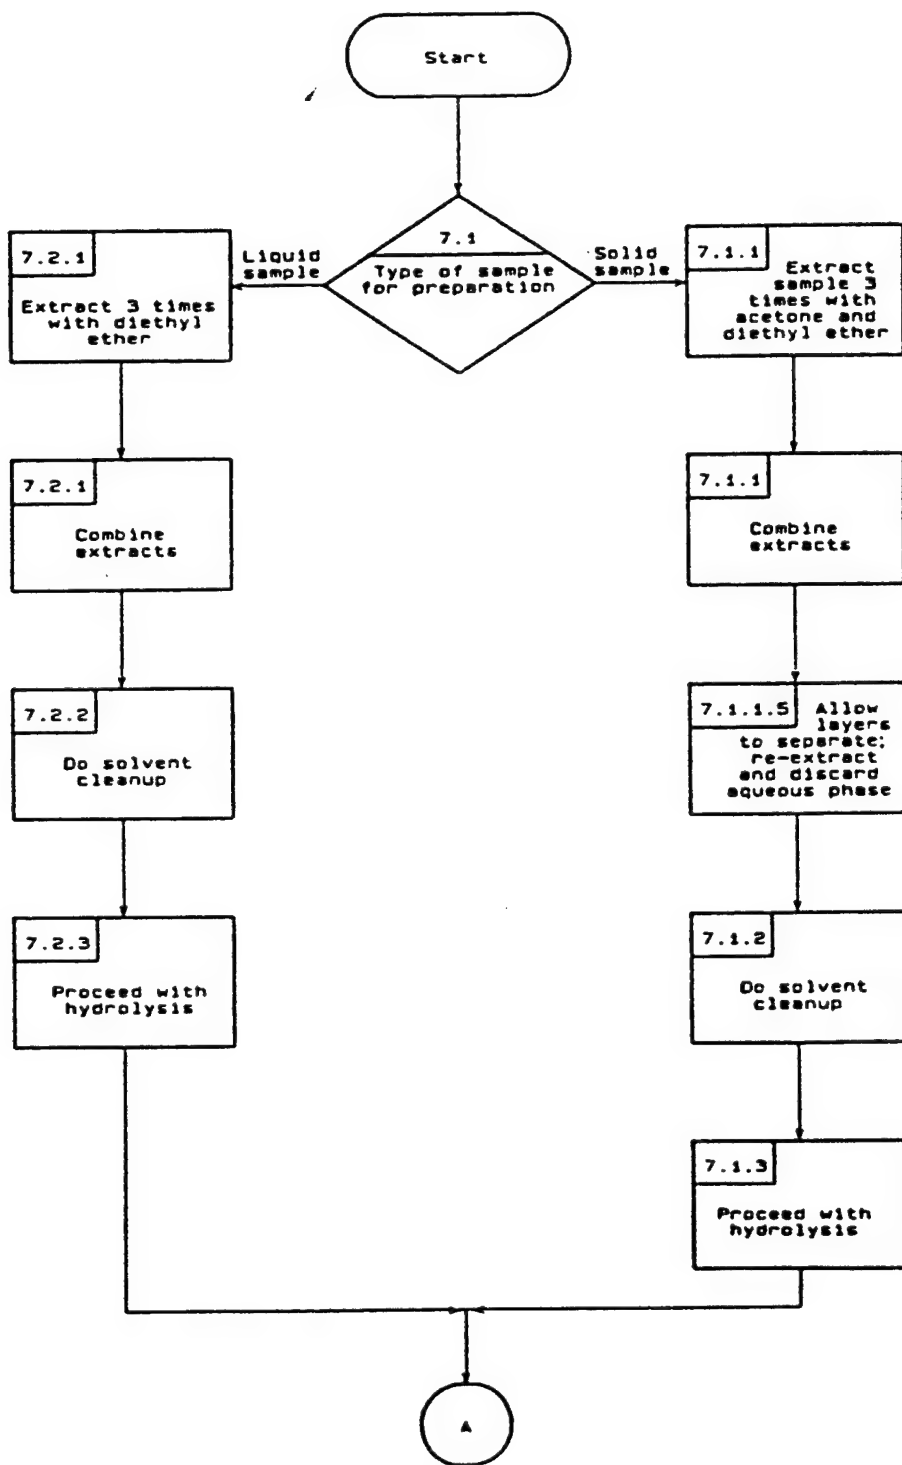 Start
7.1
Type of sample
for preparation
Liquid
sample
Solid
sample
7.2.1
Extract 3 times
with diethyl
ether
7.2.1
Combine
extracts
7.2.2
Do solvent
cleanup
7.2.3
Proceed with
hydrolysis
7.1.1
Extract
sample 3
times with
acetone and
diethyl ether
7.1.1
Combine
extracts
7.1.1.5
Allow
layers
to separate;
re-extract
and discard
aqueous phase
7.1.2
Do solvent
cleanup
7.1.3
Proceed with
hydrolysis
A